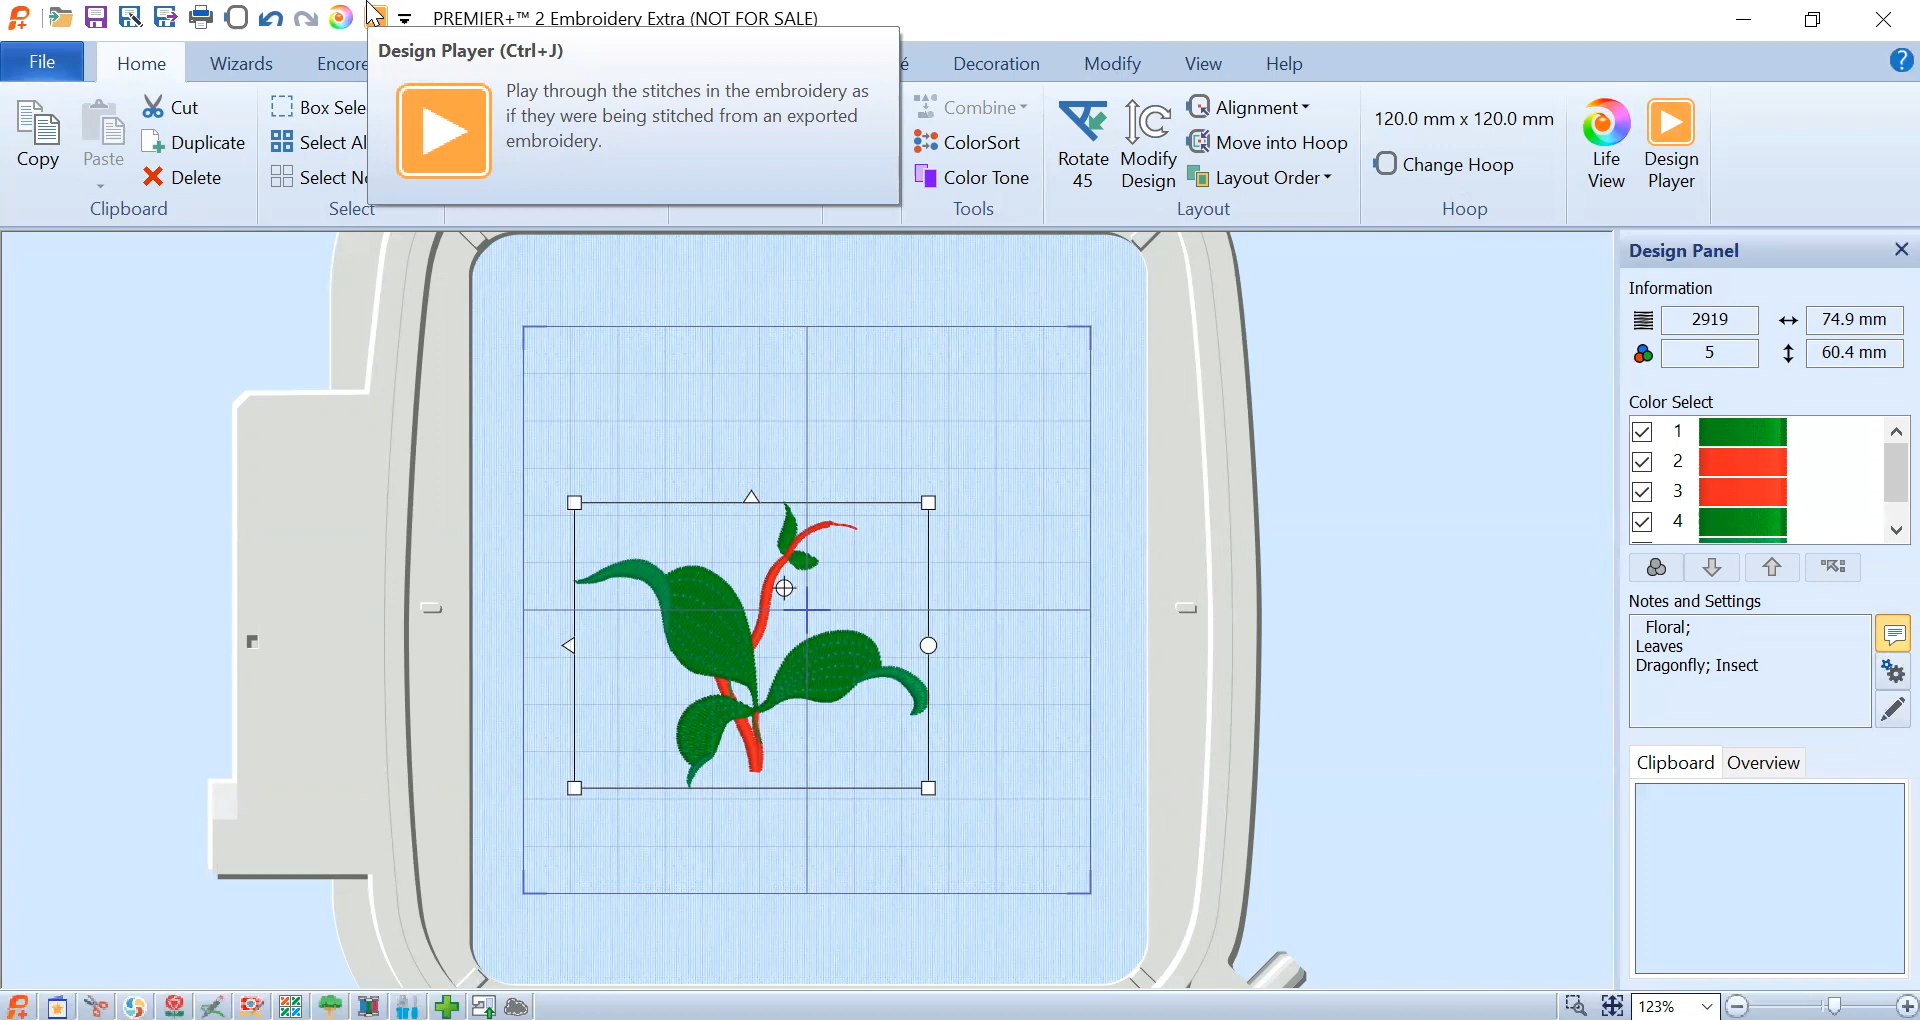 PREMIER+™ 2 Embroidery Extra (NOT FOR SALE)
File
Home
Wizards
Encore
Decoration
Modify
View
Help
Design Player (Ctrl+J)
Play through the stitches in the embroidery as
if they were being stitched from an exported
embroidery.
Copy
Paste
Cut
Duplicate
Delete
Clipboard
Box Sele
Select Al
Select N
Select
Combine
ColorSort
Color Tone
Tools
Rotate
45
Modify
Design
Alignment
Move into Hoop
Layout Order
Layout
120.0 mm x 120.0 mm
Change Hoop
Hoop
Life
View
Design
Player
Design Panel
Information
2919
74.9 mm
5
60.4 mm
Color Select
1
2
3
4
Notes and Settings
Floral;
Leaves
Dragonfly; Insect
Clipboard
Overview
123%